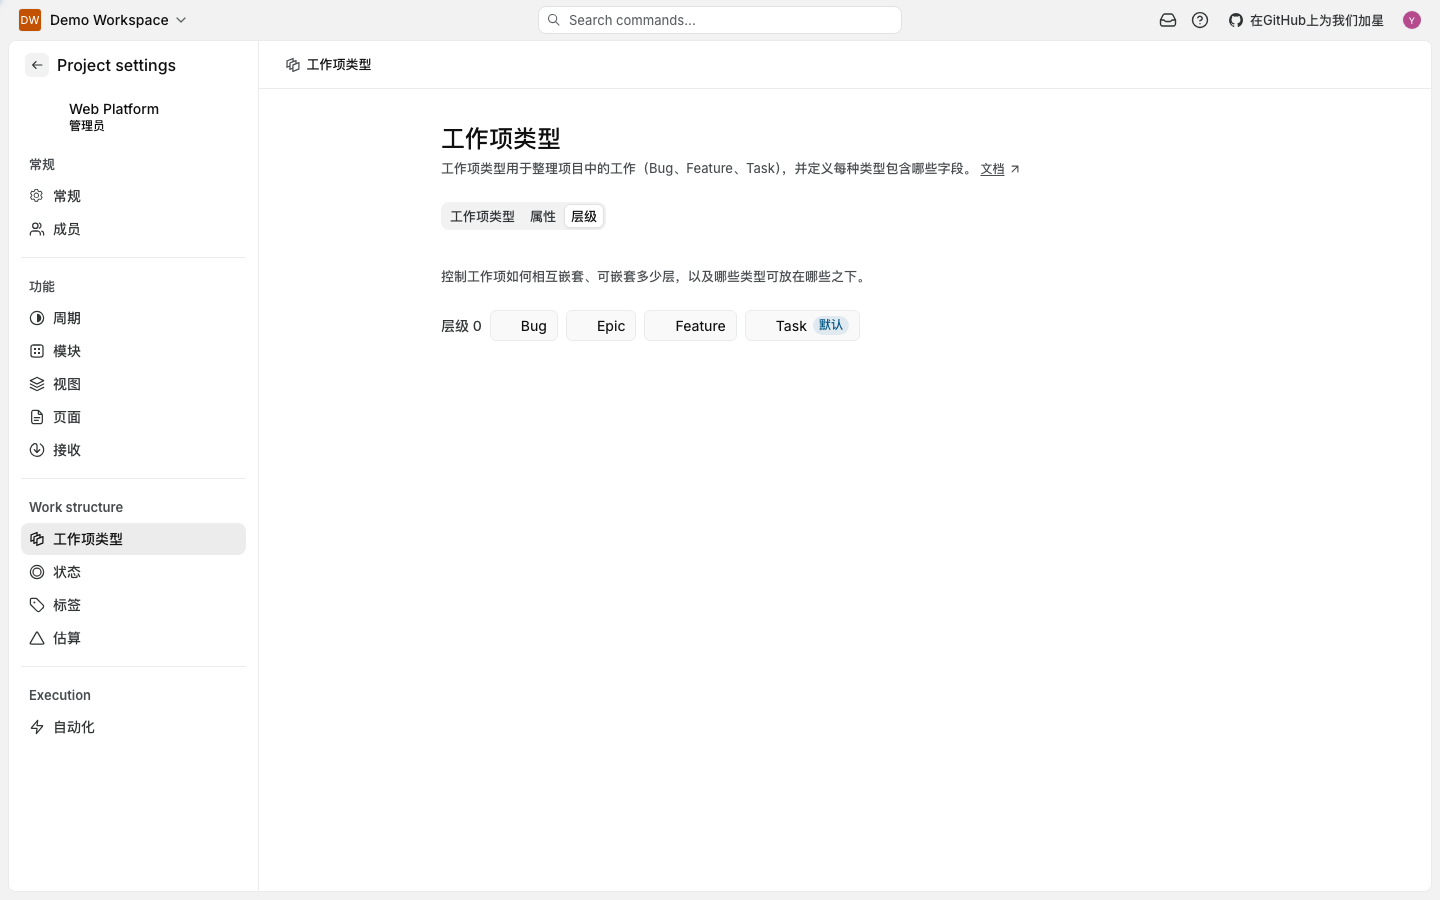 DW Demo Workspace
Search commands...
在GitHub上为我们加星
Y
Project settings
Web Platform
管理员
常规
常规
成员
功能
周期
模块
视图
页面
接收
Work structure
工作项类型
状态
标签
估算
Execution
自动化
工作项类型
工作项类型
工作项类型用于整理项目中的工作（Bug、Feature、Task），并定义每种类型包含哪些字段。 文档
工作项类型 属性 层级
控制工作项如何相互嵌套、可嵌套多少层，以及哪些类型可放在哪些之下。
层级 0 Bug Epic Feature Task 默认